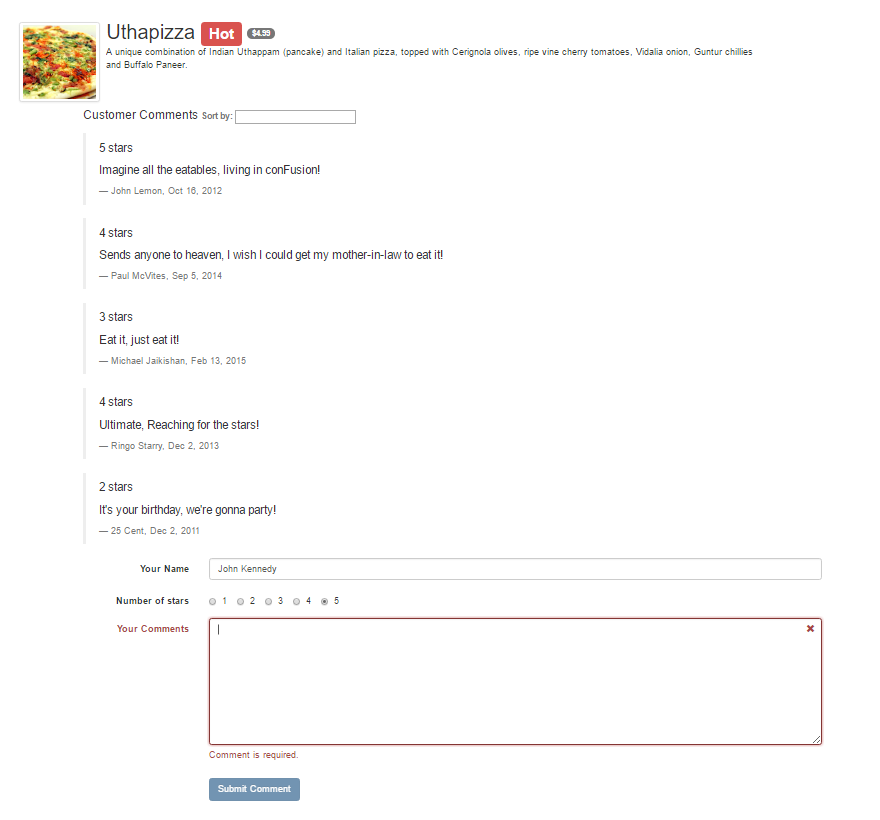 Uthapizza Hot $4.99
A unique combination of Indian Uthappam (pancake) and Italian pizza, topped with Cerignola olives, ripe vine cherry tomatoes, Vidalia onion, Guntur chillies
and Buffalo Paneer.
Customer Comments Sort by:
5 stars
Imagine all the eatables, living in conFusion!
— John Lemon, Oct 16, 2012
4 stars
Sends anyone to heaven, I wish I could get my mother-in-law to eat it!
— Paul McVites, Sep 5, 2014
3 stars
Eat it, just eat it!
— Michael Jaikishan, Feb 13, 2015
4 stars
Ultimate, Reaching for the stars!
— Ringo Starry, Dec 2, 2013
2 stars
It's your birthday, we're gonna party!
— 25 Cent, Dec 2, 2011
Your Name John Kennedy
Number of stars 1 2 3 4 5
Your Comments
Comment is required.
Submit Comment